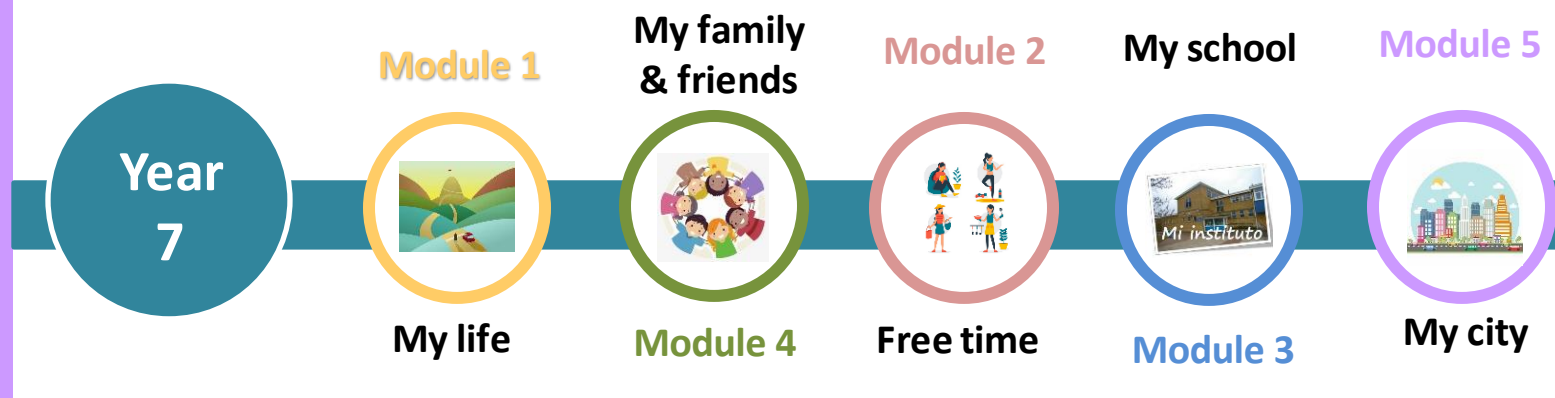 Year
7
Module 1
My life
My family
& friends
Module 4
Module 2
Free time
My school
Mi instituto
Module 3
Module 5
My city